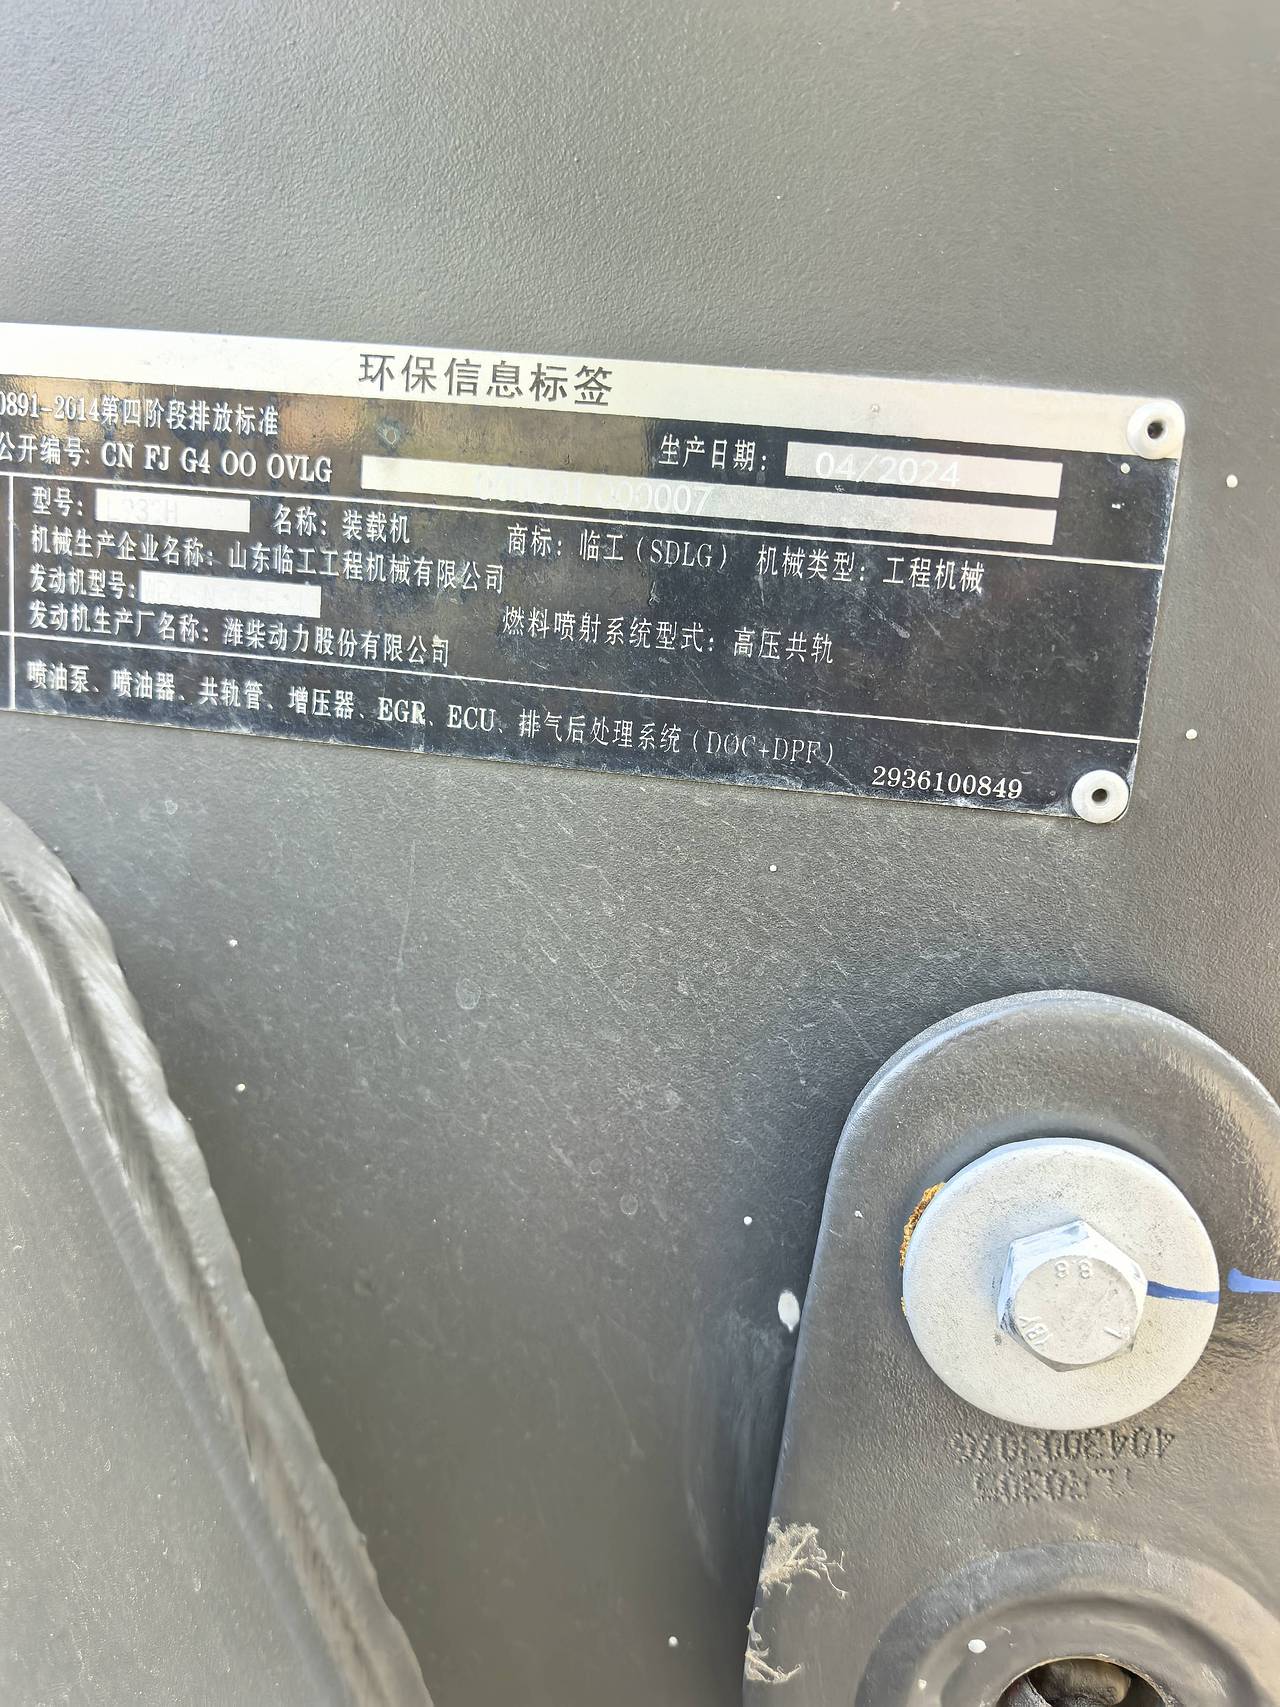 环保信息标签
0891-2014第四阶段排放标准
公开编号: CN FJ G4 OO OVLG
000007
生产日期: 04/2024
型号:
名称: 装载机
商标: 临工(SDLG)
机械类型: 工程机械
机械生产企业名称: 山东临工工程机械有限公司
发动机型号:
燃料喷射系统型式: 高压共轨
发动机生产厂名称: 潍柴动力股份有限公司
喷油泵、喷油器、共轨管、增压器、EGR、ECU、排气后处理系统(DOC+DPF)
2936100849
8.8